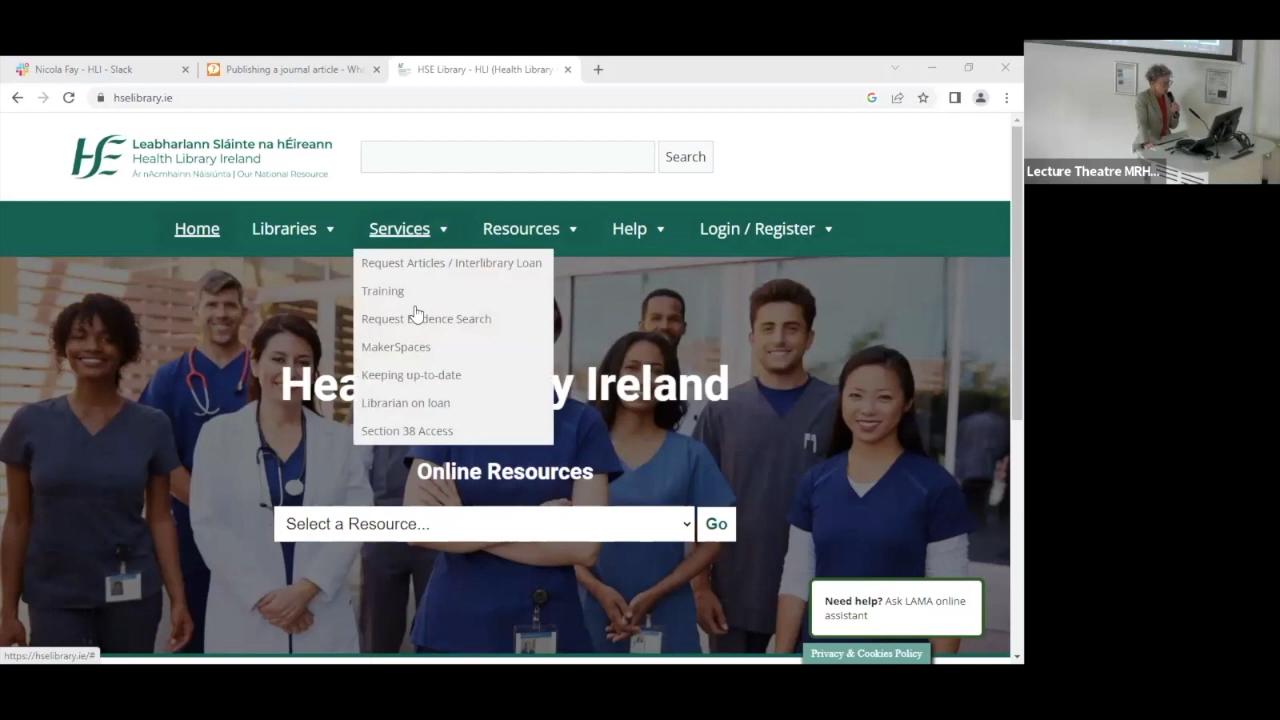 Nicola Fay - HLI - Slack
Publishing a journal article - Wha
HSE Library - HLI (Health Library
hselibrary.ie
Leabharlann Sláinte na hÉireann
Health Library Ireland
Ár nAcmhainn Náisiúnta | Our National Resource
Search
Home
Libraries
Services
Resources
Help
Login / Register
Request Articles / Interlibrary Loan
Training
Request Evidence Search
MakerSpaces
Keeping up-to-date
Librarian on loan
Section 38 Access
Hea y Ireland
Online Resources
Select a Resource...
Go
Need help? Ask LAMA online
assistant
Privacy & Cookies Policy
https://hselibrary.ie/#
Lecture Theatre MRH...